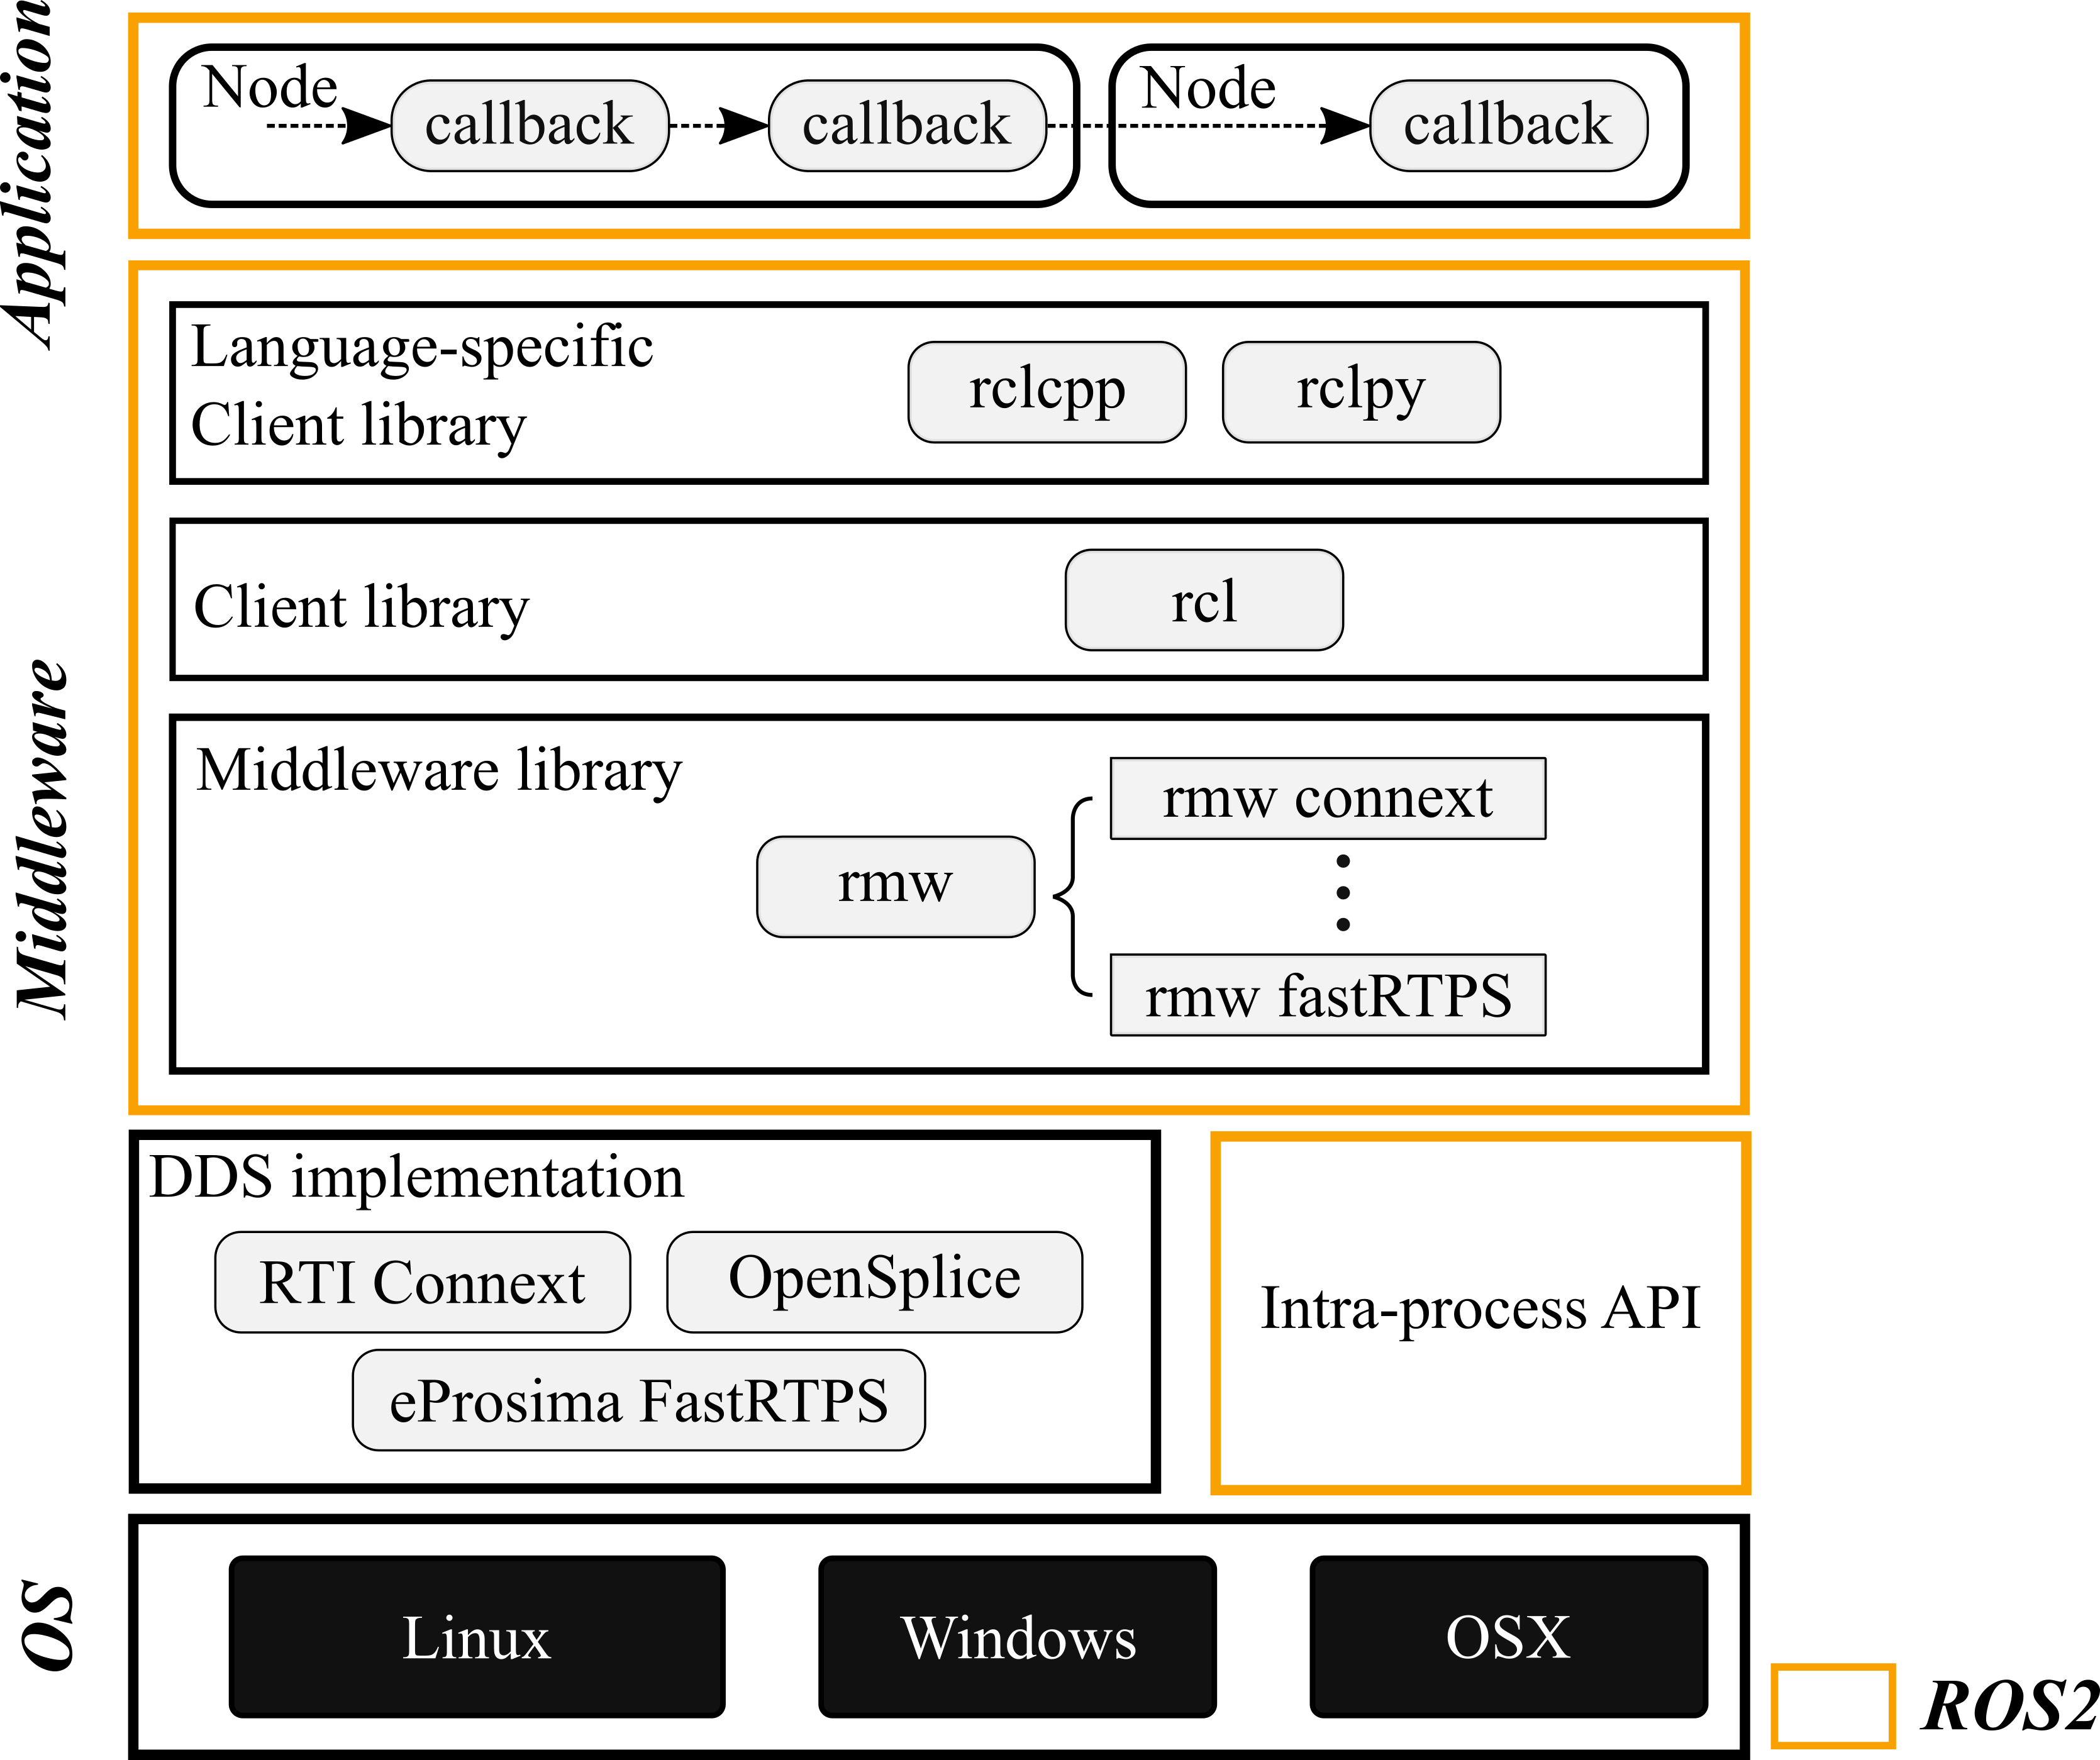 Application
Node
callback
callback
Node
callback
Middleware
Language-specific
Client library
rclcpp
rclpy
Client library
rcl
Middleware library
rmw
rmw connext
rmw fastRTPS
DDS implementation
RTI Connext
OpenSplice
eProsima FastRTPS
Intra-process API
OS
Linux
Windows
OSX
ROS2